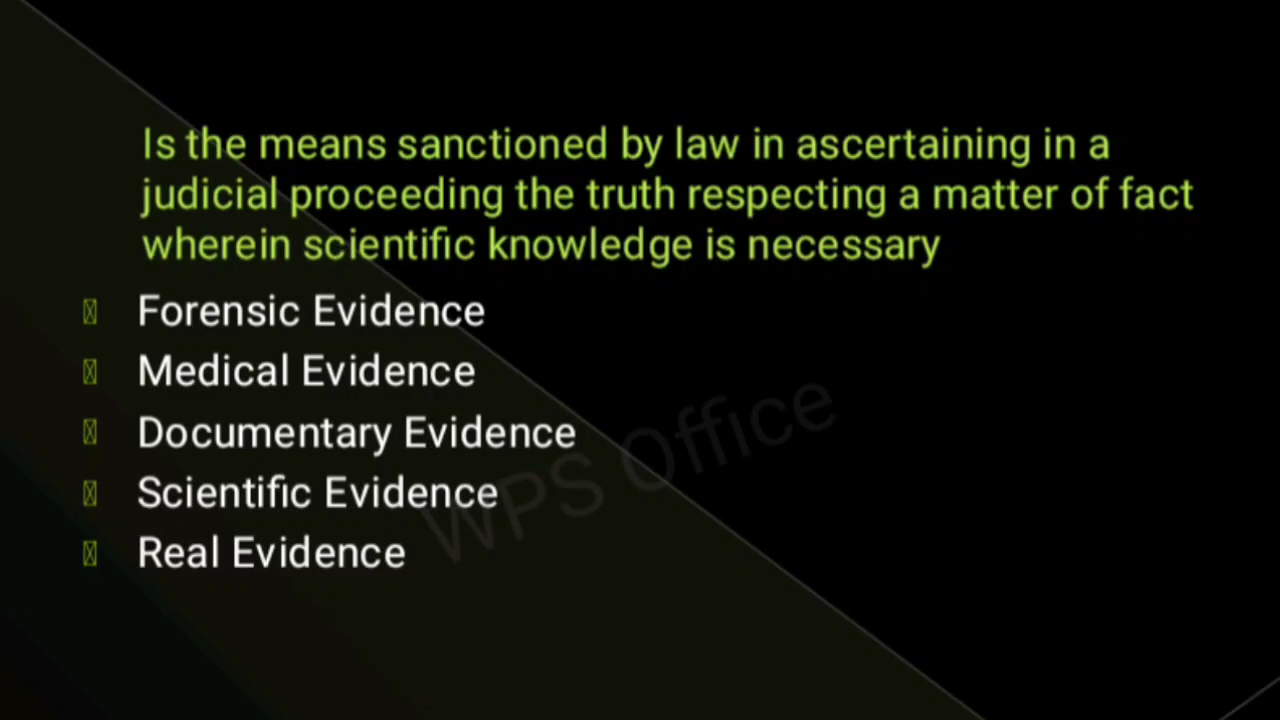 Is the means sanctioned by law in ascertaining in a
judicial proceeding the truth respecting a matter of fact
wherein scientific knowledge is necessary
Forensic Evidence
Medical Evidence
Documentary Evidence
Scientific Evidence
Real Evidence
WPS Office